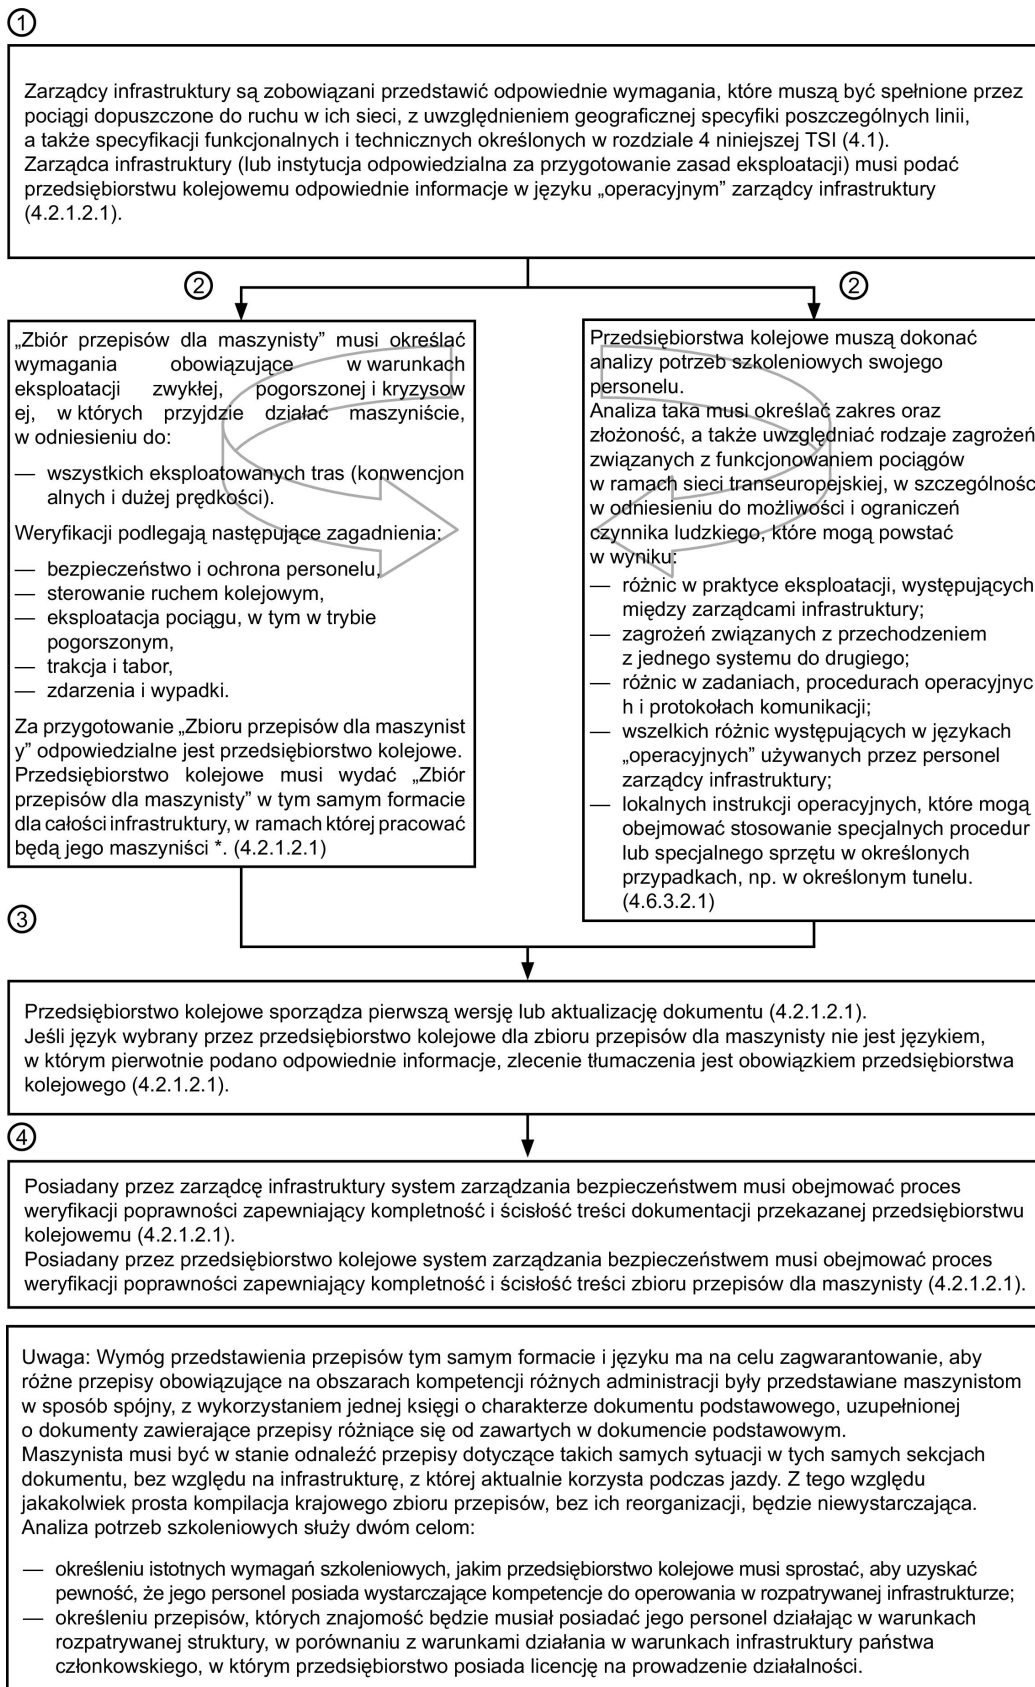 1
Zarządcy infrastruktury są zobowiązani przedstawić odpowiednie wymagania, które muszą być spełnione przez
pociągi dopuszczone do ruchu w ich sieci, z uwzględnieniem geograficznej specyfiki poszczególnych linii,
a także specyfikacji funkcjonalnych i technicznych określonych w rozdziale 4 niniejszej TSI (4.1).
Zarządca infrastruktury (lub instytucja odpowiedzialna za przygotowanie zasad eksploatacji) musi podać
przedsiębiorstwu kolejowemu odpowiednie informacje w języku „operacyjnym” zarządcy infrastruktury
(4.2.1.2.1).
2
„Zbiór przepisów dla maszynisty” musi określać
wymagania obowiązujące w warunkach
eksploatacji zwykłej, pogorszonej i kryzysow
ej, w których przyjdzie działać maszyniście,
w odniesieniu do:
— wszystkich eksploatowanych tras (konwencjon
alnych i dużej prędkości).
Weryfikacji podlegają następujące zagadnienia:
— bezpieczeństwo i ochrona personelu,
— sterowanie ruchem kolejowym,
— eksploatacja pociągu, w tym w trybie
pogorszonym,
— trakcja i tabor,
— zdarzenia i wypadki.
Za przygotowanie „Zbioru przepisów dla maszynist
y” odpowiedzialne jest przedsiębiorstwo kolejowe.
Przedsiębiorstwo kolejowe musi wydać „Zbiór
przepisów dla maszynisty” w tym samym formacie
dla całości infrastruktury, w ramach której pracować
będą jego maszyniści *. (4.2.1.2.1)
2
Przedsiębiorstwa kolejowe muszą dokonać
analizy potrzeb szkoleniowych swojego
personelu.
Analiza taka musi określać zakres oraz
złożoność, a także uwzględniać rodzaje zagrożeń
związanych z funkcjonowaniem pociągów
w ramach sieci transeuropejskiej, w szczególnośc
w odniesieniu do możliwości i ograniczeń
czynnika ludzkiego, które mogą powstać
w wyniku:
— różnic w praktyce eksploatacji, występujących
między zarządcami infrastruktury;
— zagrożeń związanych z przechodzeniem
z jednego systemu do drugiego;
— różnic w zadaniach, procedurach operacyjnyc
h i protokołach komunikacji;
— wszelkich różnic występujących w językach
„operacyjnych” używanych przez personel
zarządcy infrastruktury;
— lokalnych instrukcji operacyjnych, które mogą
obejmować stosowanie specjalnych procedur
lub specjalnego sprzętu w określonych
przypadkach, np. w określonym tunelu.
(4.6.3.2.1)
3
Przedsiębiorstwo kolejowe sporządza pierwszą wersję lub aktualizację dokumentu (4.2.1.2.1).
Jeśli język wybrany przez przedsiębiorstwo kolejowe dla zbioru przepisów dla maszynisty nie jest językiem,
w którym pierwotnie podano odpowiednie informacje, zlecenie tłumaczenia jest obowiązkiem przedsiębiorstwa
kolejowego (4.2.1.2.1).
4
Posiadany przez zarządcę infrastruktury system zarządzania bezpieczeństwem musi obejmować proces
weryfikacji poprawności zapewniający kompletność i ścisłość treści dokumentacji przekazanej przedsiębiorstwu
kolejowemu (4.2.1.2.1).
Posiadany przez przedsiębiorstwo kolejowe system zarządzania bezpieczeństwem musi obejmować proces
weryfikacji poprawności zapewniający kompletność i ścisłość treści zbioru przepisów dla maszynisty (4.2.1.2.1).
Uwaga: Wymóg przedstawienia przepisów tym samym formacie i języku ma na celu zagwarantowanie, aby
różne przepisy obowiązujące na obszarach kompetencji różnych administracji były przedstawiane maszynistom
w sposób spójny, z wykorzystaniem jednej księgi o charakterze dokumentu podstawowego, uzupełnionej
o dokumenty zawierające przepisy różniące się od zawartych w dokumencie podstawowym.
Maszynista musi być w stanie odnaleźć przepisy dotyczące takich samych sytuacji w tych samych sekcjach
dokumentu, bez względu na infrastrukturę, z której aktualnie korzysta podczas jazdy. Z tego względu
jakakolwiek prosta kompilacja krajowego zbioru przepisów, bez ich reorganizacji, będzie niewystarczająca.
Analiza potrzeb szkoleniowych służy dwóm celom:
— określeniu istotnych wymagań szkoleniowych, jakim przedsiębiorstwo kolejowe musi sprostać, aby uzyskać
pewność, że jego personel posiada wystarczające kompetencje do operowania w rozpatrywanej infrastrukturze;
— określeniu przepisów, których znajomość będzie musiał posiadać jego personel działając w warunkach
rozpatrywanej struktury, w porównaniu z warunkami działania w warunkach infrastruktury państwa
członkowskiego, w którym przedsiębiorstwo posiada licencję na prowadzenie działalności.